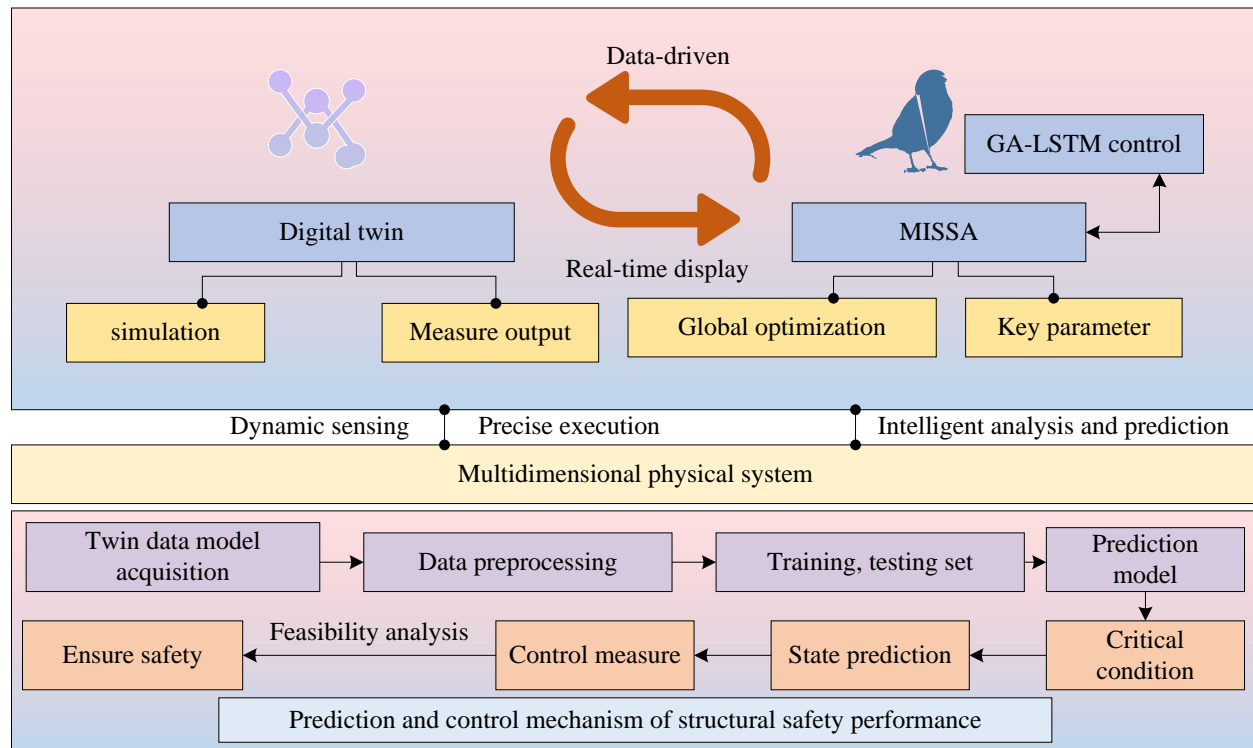 Data-driven
GA-LSTM control
Digital twin
MISSA
Real-time display
simulation
Measure output
Global optimization
Key parameter
Dynamic sensing
Precise execution
Intelligent analysis and prediction
Multidimensional physical system
Twin data model
acquisition
Data preprocessing
Training, testing set
Prediction
model
Ensure safety
Feasibility analysis
Control measure
State prediction
Critical
condition
Prediction and control mechanism of structural safety performance